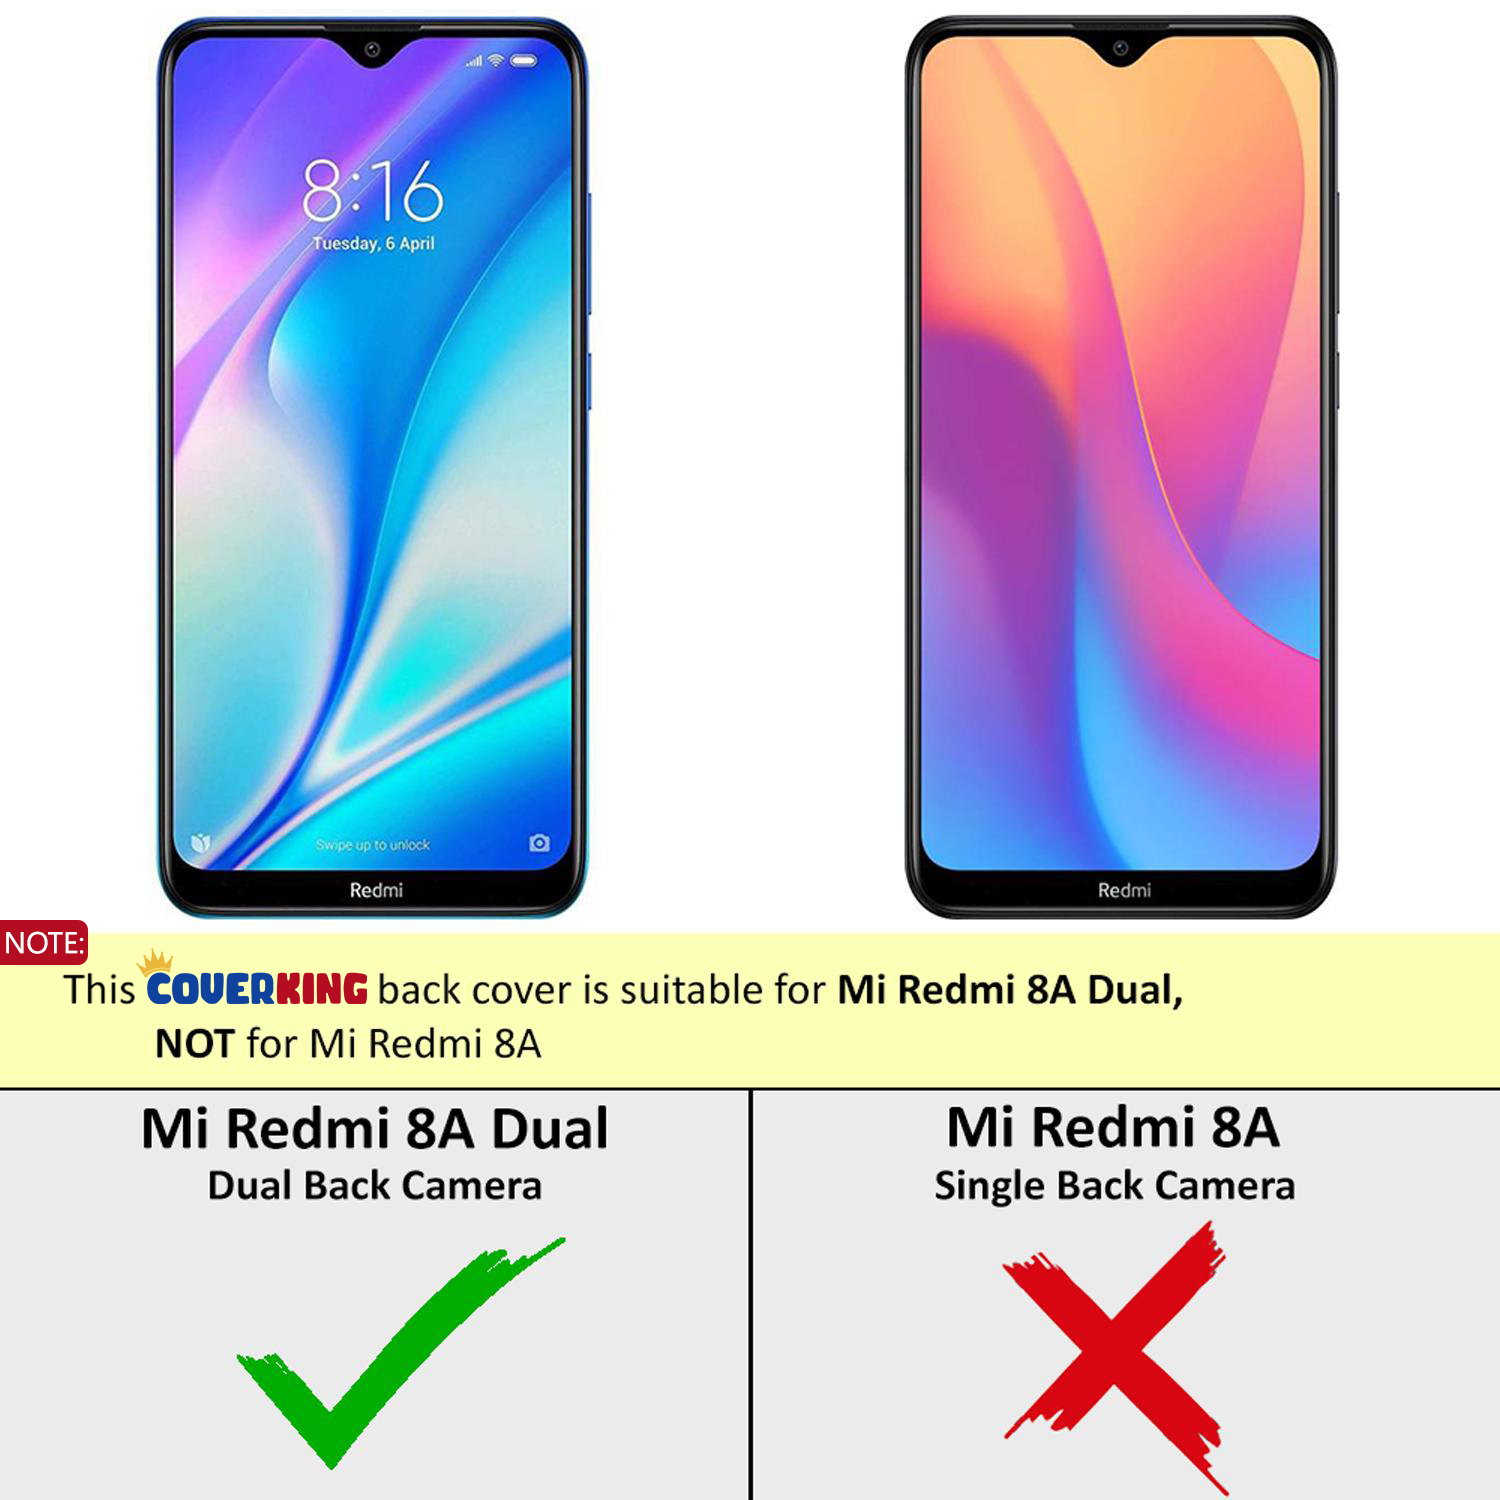 8:16
Tuesday, 6 April
Swipe up to unlock
Redmi
Redmi
NOTE:
This COVERKING back cover is suitable for Mi Redmi 8A Dual,
NOT for Mi Redmi 8A
Mi Redmi 8A Dual
Dual Back Camera
Mi Redmi 8A
Single Back Camera